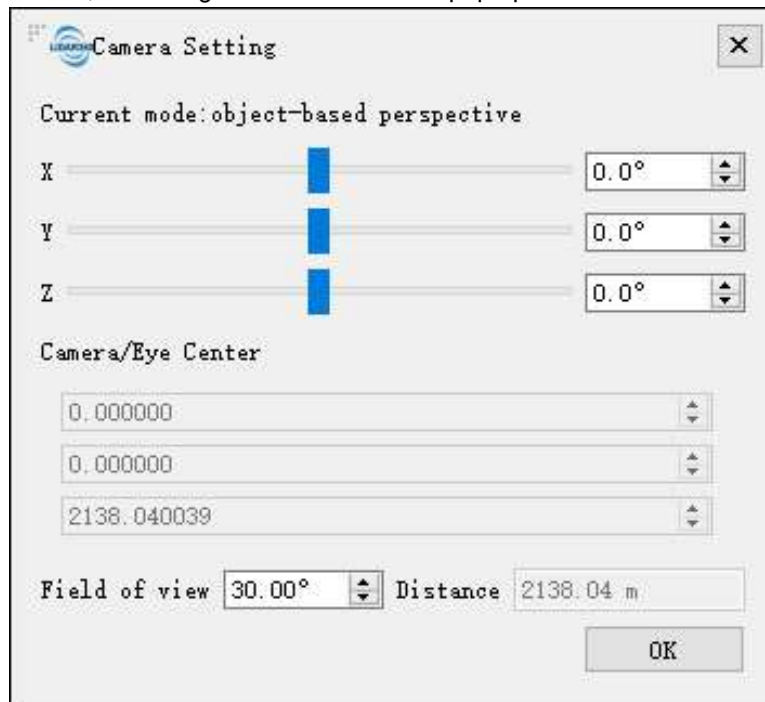 Camera Setting
Current mode:object-based perspective
X 0.0°
Y 0.0°
Z 0.0°
Camera/Eye Center
0.000000
0.000000
2138.040039
Field of view 30.00° Distance 2138.04 m
OK